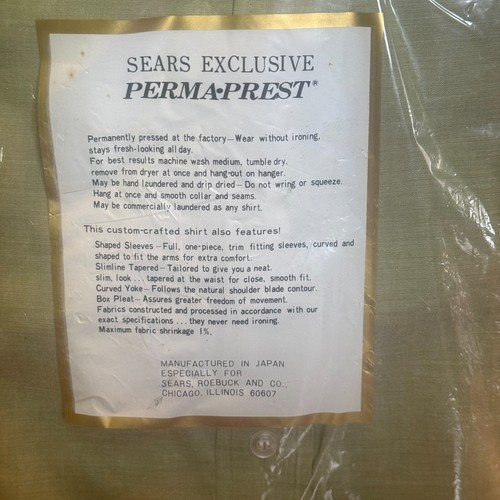 SEARS EXCLUSIVE
PERMA•PREST®
Permanently pressed at the factory—Wear without ironing,
stays fresh-looking all day.
For best results machine wash medium, tumble dry,
remove from dryer at once and hang-out on hanger.
May be hand laundered and drip dried—Do not wring or squeeze.
Hang at once and smooth collar and seams.
May be commercially laundered as any shirt.
This custom-crafted shirt also features!
Shaped Sleeves—Full, one-piece, trim fitting sleeves, curved and
shaped to fit the arms for extra comfort.
Slimline Tapered—Tailored to give you a neat.
slim, look...tapered at the waist for close, smooth fit.
Curved Yoke—Follows the natural shoulder blade contour.
Box Pleat—Assures greater freedom of movement.
Fabrics constructed and processed in accordance with our
exact specifications...they never need ironing.
Maximum fabric shrinkage 1%.
MANUFACTURED IN JAPAN
ESPECIALLY FOR
SEARS, ROEBUCK AND CO.,
CHICAGO, ILLINOIS 60607